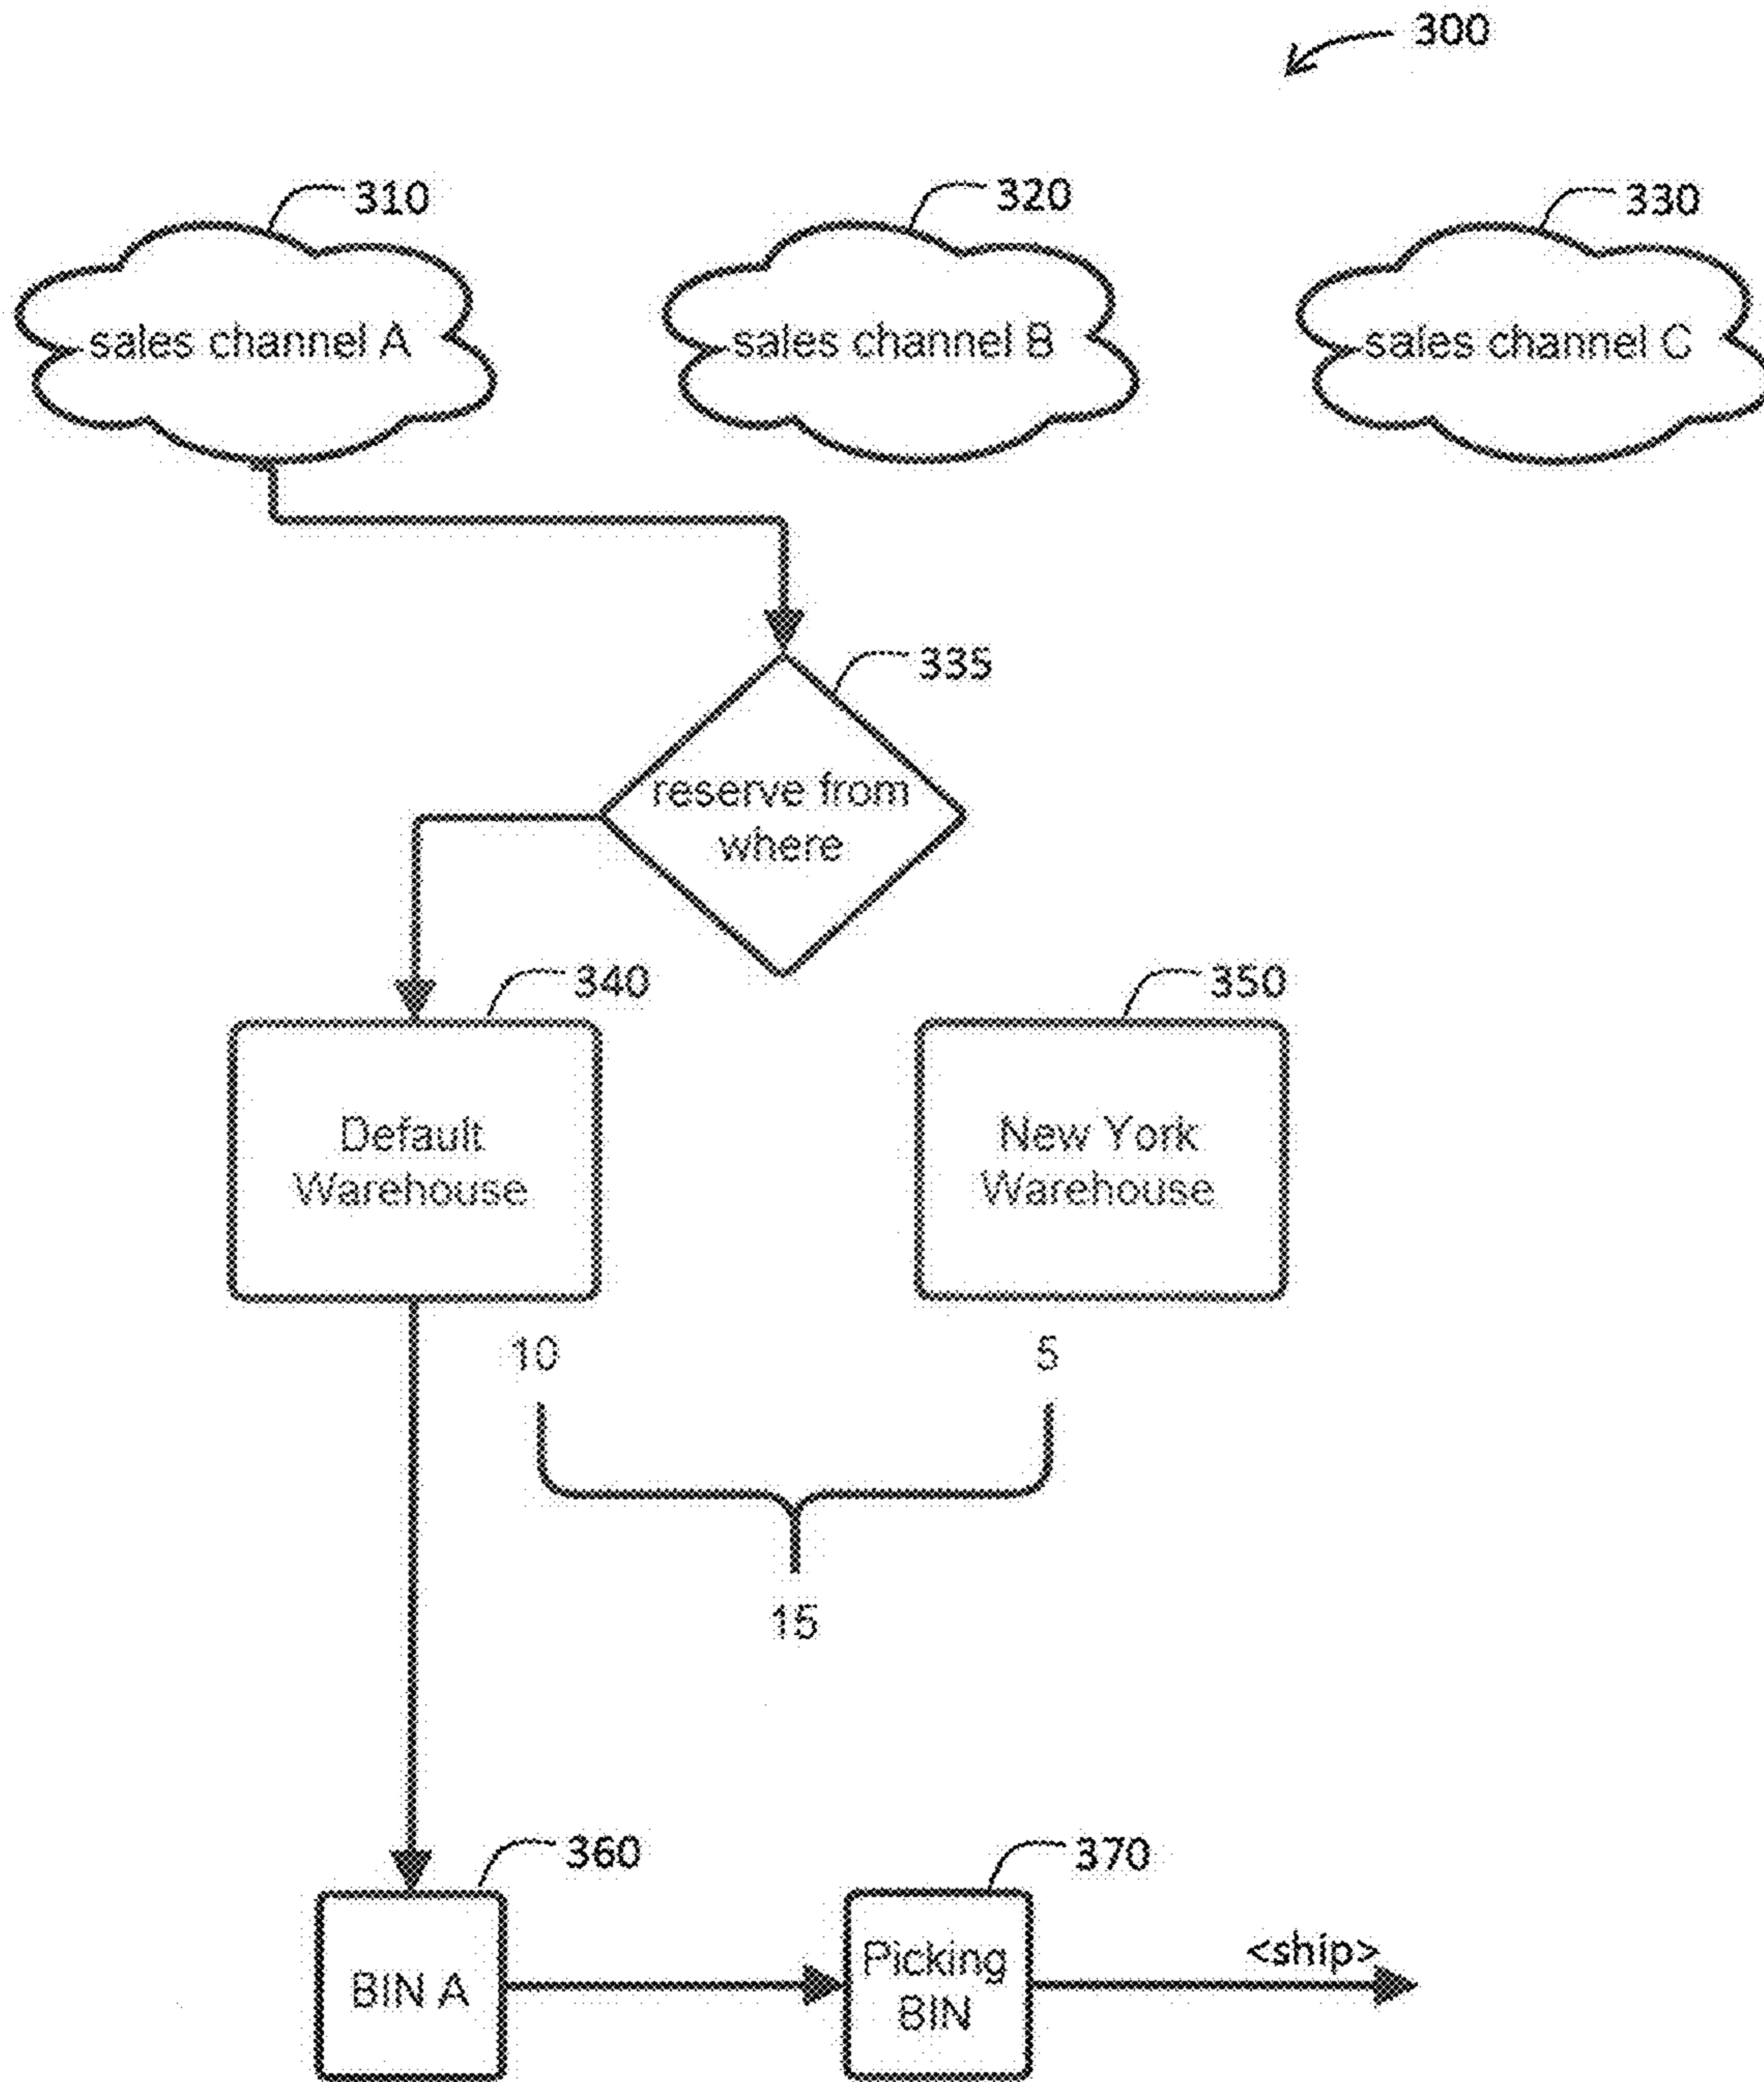 300
310
320
330
sales channel A
sales channel B
sales channel C
335
reserve from
where
340
350
Default
Warehouse
New York
Warehouse
10
5
15
360
370
<ship>
BIN A
Picking
BIN